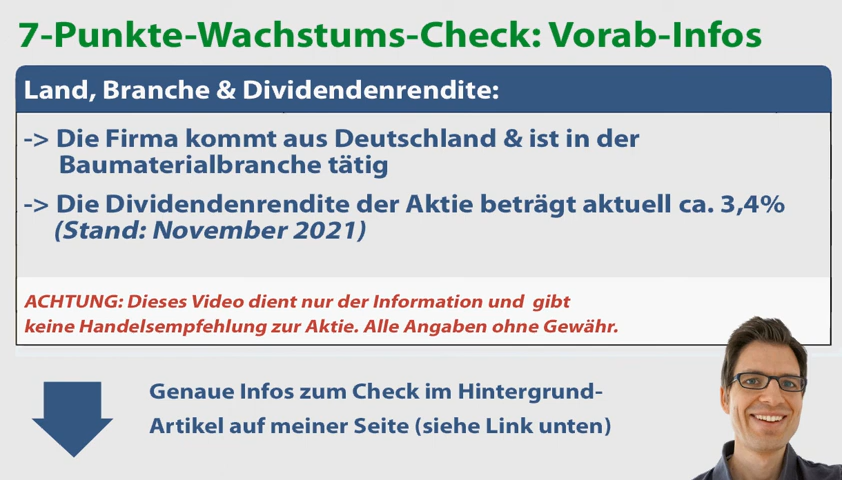 7-Punkte-Wachstums-Check: Vorab-Infos
Land, Branche & Dividendenrendite:
-> Die Firma kommt aus Deutschland & ist in der
Baumaterialbranche tätig
-> Die Dividendenrendite der Aktie beträgt aktuell ca. 3,4%
(Stand: November 2021)
ACHTUNG: Dieses Video dient nur der Information und gibt
keine Handelsempfehlung zur Aktie. Alle Angaben ohne Gewähr.
Genaue Infos zum Check im Hintergrund-
Artikel auf meiner Seite (siehe Link unten)